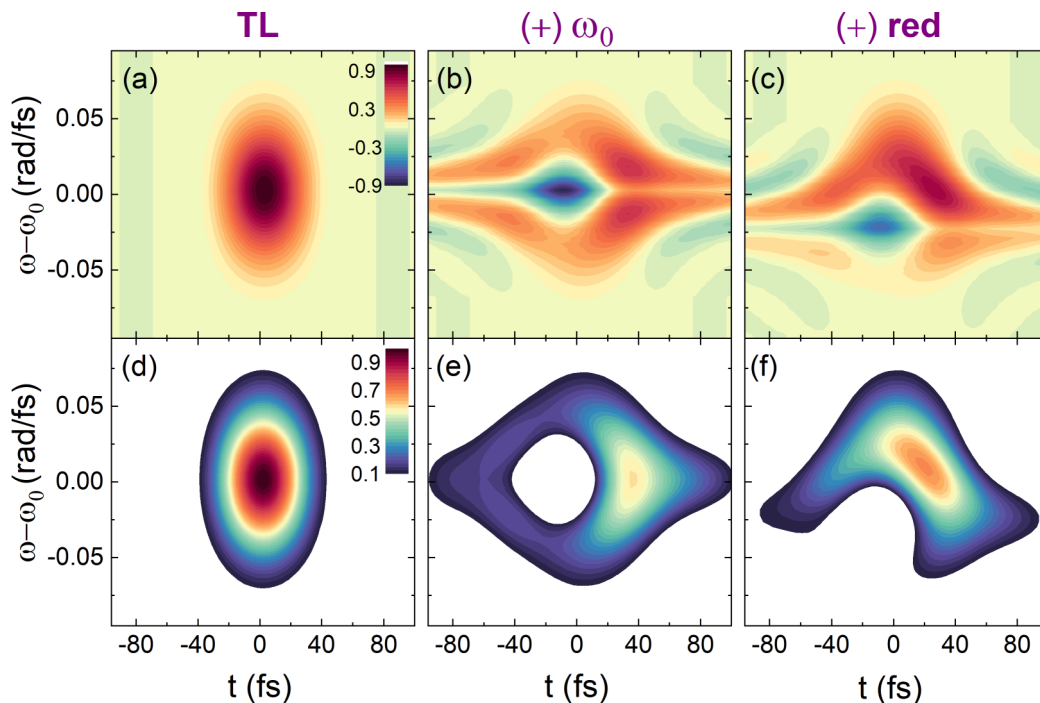 TL (+) ω₀ (+) red
(a) (b) (c)
0.9
0.3
-0.3
-0.9
0.05
0.00
-0.05
ω−ω₀ (rad/fs)
(d) (e) (f)
0.9
0.7
0.5
0.3
0.1
0.05
0.00
-0.05
ω−ω₀ (rad/fs)
-80 -40 0 40 80 -80 -40 0 40 80 -80 -40 0 40 80
t (fs) t (fs) t (fs)